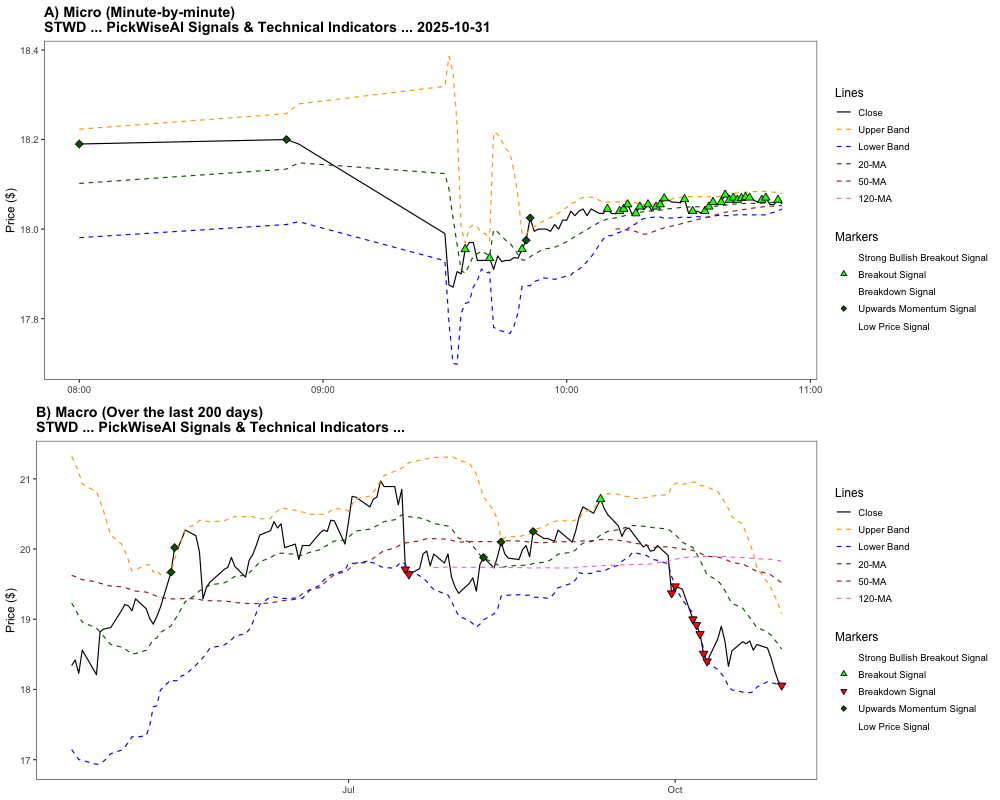 A) Micro (Minute-by-minute)
STWD ... PickWiseAI Signals & Technical Indicators ... 2025-10-31
18.4
18.2
18.0
17.8
Price ($)
08:00
09:00
10:00
11:00
Lines
Close
Upper Band
Lower Band
20-MA
50-MA
120-MA
Markers
Strong Bullish Breakout Signal
Breakout Signal
Breakdown Signal
Upwards Momentum Signal
Low Price Signal
B) Macro (Over the last 200 days)
STWD ... PickWiseAI Signals & Technical Indicators ...
21
20
19
18
17
Price ($)
Jul
Oct
Lines
Close
Upper Band
Lower Band
20-MA
50-MA
120-MA
Markers
Strong Bullish Breakout Signal
Breakout Signal
Breakdown Signal
Upwards Momentum Signal
Low Price Signal